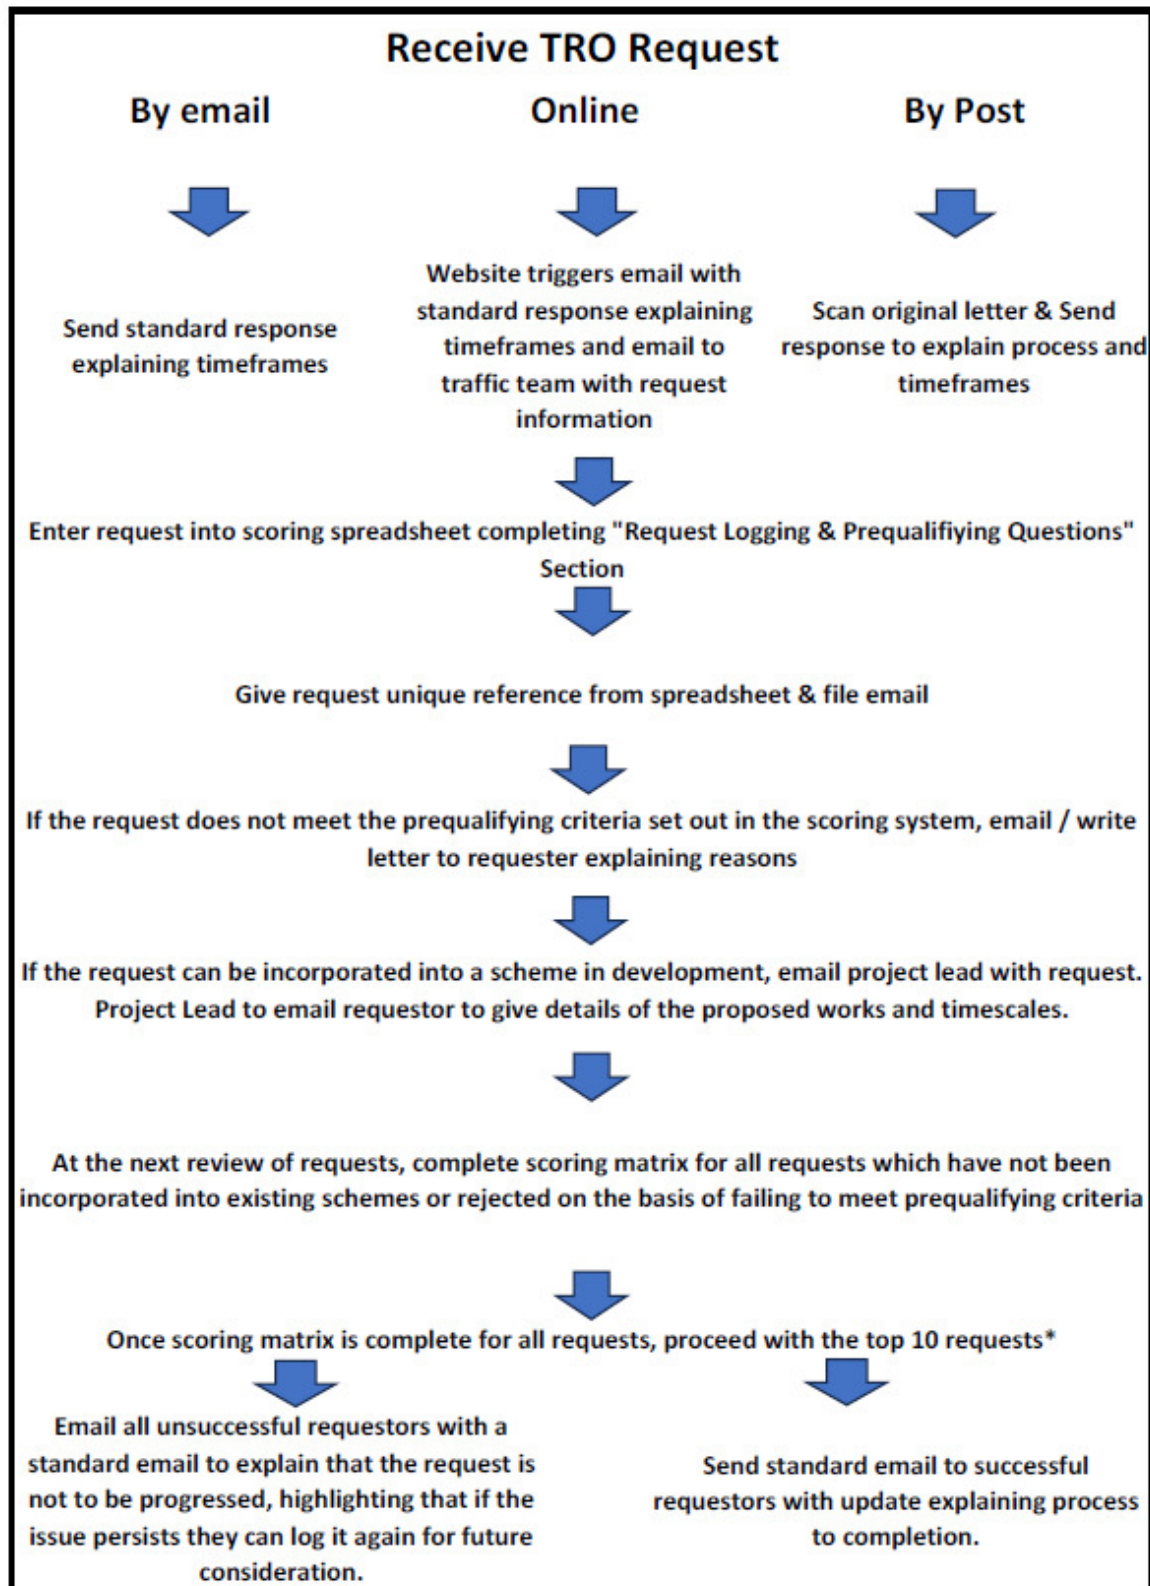 Receive TRO Request
By email
Online
By Post
Send standard response
explaining timeframes
Website triggers email with
standard response explaining
timeframes and email to
traffic team with request
information
Scan original letter & Send
response to explain process and
timeframes
Enter request into scoring spreadsheet completing "Request Logging & Prequalifiying Questions"
Section
Give request unique reference from spreadsheet & file email
If the request does not meet the prequalifying criteria set out in the scoring system, email / write
letter to requester explaining reasons
If the request can be incorporated into a scheme in development, email project lead with request.
Project Lead to email requestor to give details of the proposed works and timescales.
At the next review of requests, complete scoring matrix for all requests which have not been
incorporated into existing schemes or rejected on the basis of failing to meet prequalifying criteria
Once scoring matrix is complete for all requests, proceed with the top 10 requests*
Email all unsuccessful requestors with a
standard email to explain that the request is
not to be progressed, highlighting that if the
issue persists they can log it again for future
consideration.
Send standard email to successful
requestors with update explaining process
to completion.